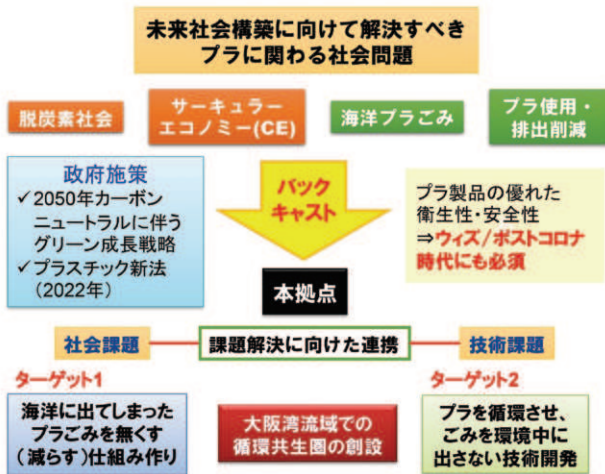 未来社会構築に向けて解決すべき
プラに関わる社会問題
脱炭素社会
サーキュラー
エコノミー(CE)
海洋プラごみ
プラ使用・
排出削減
政府施策
✓2050年カーボン
ニュートラルに伴う
グリーン成長戦略
✓プラスチック新法
(2022年)
バック
キャスト
プラ製品の優れた
衛生性・安全性
⇒ウィズ/ポストコロナ
時代にも必須
本拠点
社会課題
課題解決に向けた連携
技術課題
ターゲット1
海洋に出てしまった
プラごみを無くす
(減らす)仕組み作り
大阪湾流域での
循環共生圏の創設
ターゲット2
プラを循環させ、
ごみを環境中に
出さない技術開発